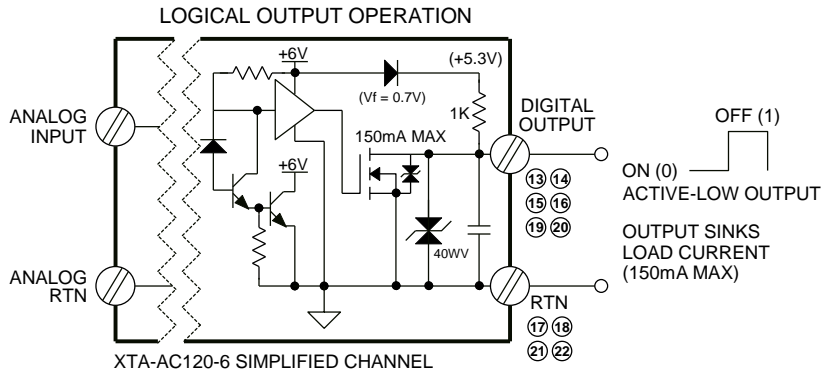 LOGICAL OUTPUT OPERATION
+6V
(+5.3V)
(Vf = 0.7V)
1K
ANALOG
INPUT
150mA MAX
DIGITAL
OUTPUT
OFF (1)
ON (0)
ACTIVE-LOW OUTPUT
+6V
13 14
15 16
19 20
OUTPUT SINKS
LOAD CURRENT
(150mA MAX)
40WV
ANALOG
RTN
RTN
17 18
21 22
XTA-AC120-6 SIMPLIFIED CHANNEL